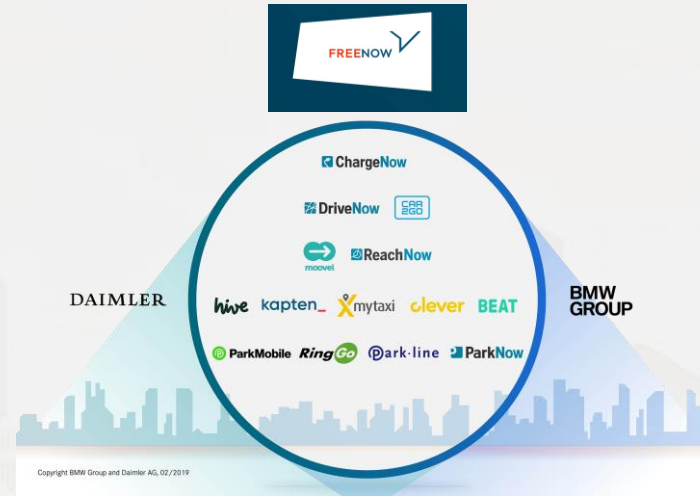 FREENOW
ChargeNow
DriveNow CAR2GO
moovel ReachNow
DAIMLER hive kapten_ mytaxi clever BEAT BMW GROUP
ParkMobile RingGo Park·line ParkNow
Copyright BMW Group and Daimler AG, 02/2019